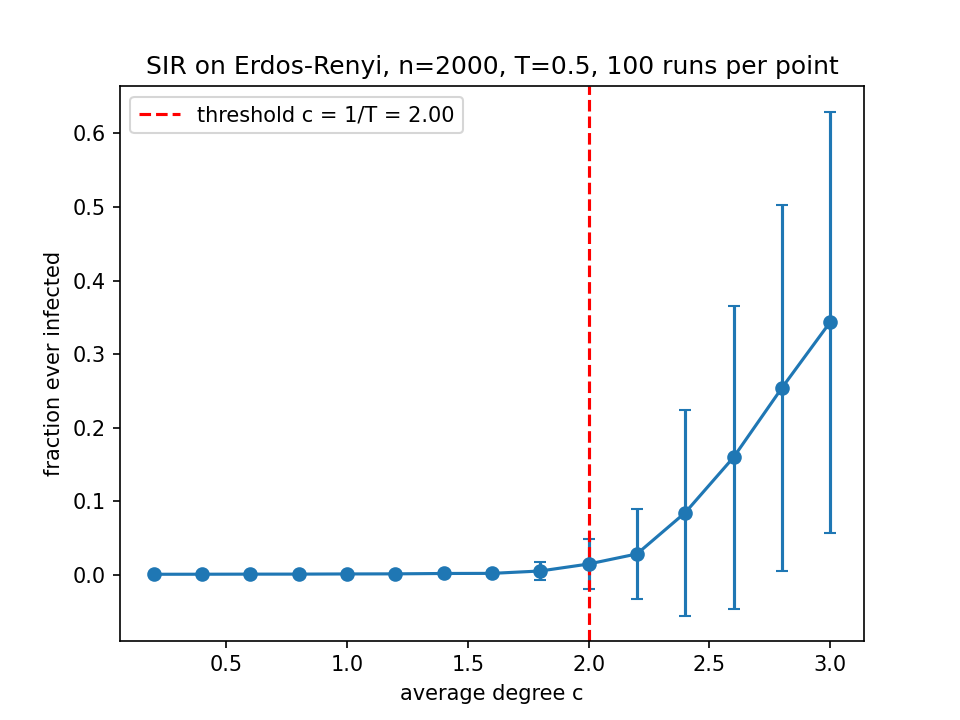 SIR on Erdos-Renyi, n=2000, T=0.5, 100 runs per point
threshold c = 1/T = 2.00
fraction ever infected
0.6
0.5
0.4
0.3
0.2
0.1
0.0
0.5 1.0 1.5 2.0 2.5 3.0
average degree c